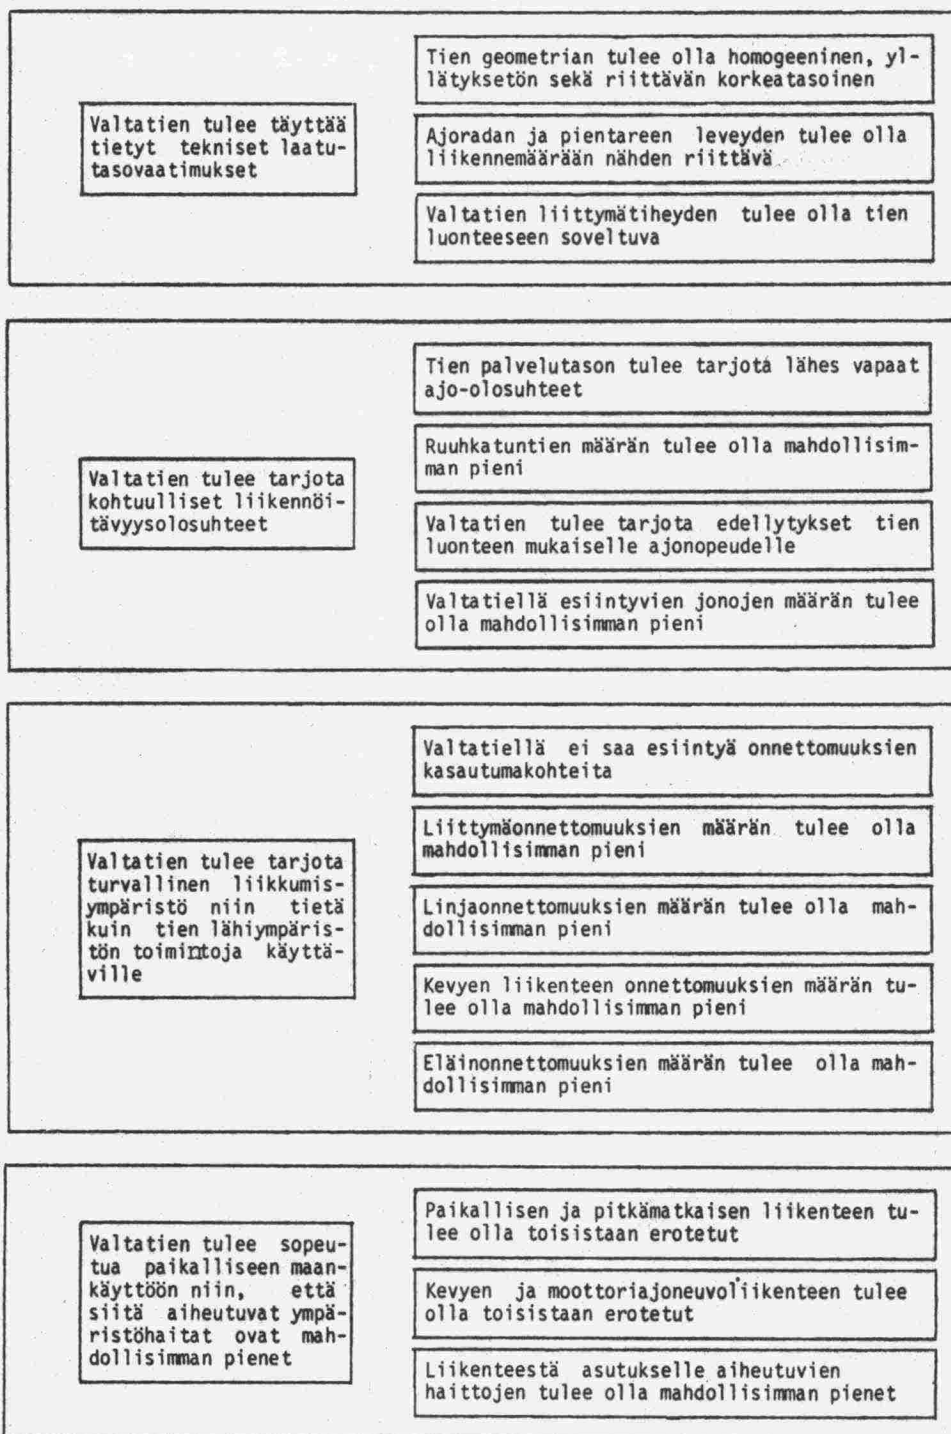 Valtatien tulee täyttää
tietyt tekniset laatu-
tasovaatimukset
Tien geometrian tulee olla homogeeninen, yl-
lätyksetön sekä riittävän korkeatasoinen
Ajoradan ja pientareen leveyden tulee olla
liikennemäärään nähden riittävä
Valtatien liittymätiheyden tulee olla tien
luonteeseen soveltuva
Valtatien tulee tarjota
kohtuulliset liikennöi-
tävyysolosuhteet
Tien palvelutason tulee tarjota lähes vapaat
ajo-olosuhteet
Ruuhkatuntien määrän tulee olla mahdollisim-
man pieni
Valtatien tulee tarjota edellytykset tien
luonteen mukaiselle ajonopeudelle
Valtatiellä esiintyvien jonojen määrän tulee
olla mahdollisimman pieni
Valtatien tulee tarjota
turvallinen liikkumis-
ympäristö niin tietä
kuin tien lähiympäris-
tön toimintoja käyttä-
ville
Valtatiellä ei saa esiintyä onnettomuuksien
kasautumakohteita
Liittymäonnettomuuksien määrän tulee olla
mahdollisimman pieni
Linjaonnettomuuksien määrän tulee olla mah-
dollisimman pieni
Kevyen liikenteen onnettomuuksien määrän tu-
lee olla mahdollisimman pieni
Eläinonnettomuuksien määrän tulee olla mah-
dollisimman pieni
Valtatien tulee sopeu-
tua paikalliseen maan-
käyttöön niin, että
siitä aiheutuvat ympä-
ristöhaitat ovat mah-
dollisimman pienet
Paikallisen ja pitkämatkaisen liikenteen tu-
lee olla toisistaan erotetut
Kevyen ja moottoriajoneuvoliikenteen tulee
olla toisistaan erotetut
Liikenteestä asutukselle aiheutuvien
haittojen tulee olla mahdollisimman pienet